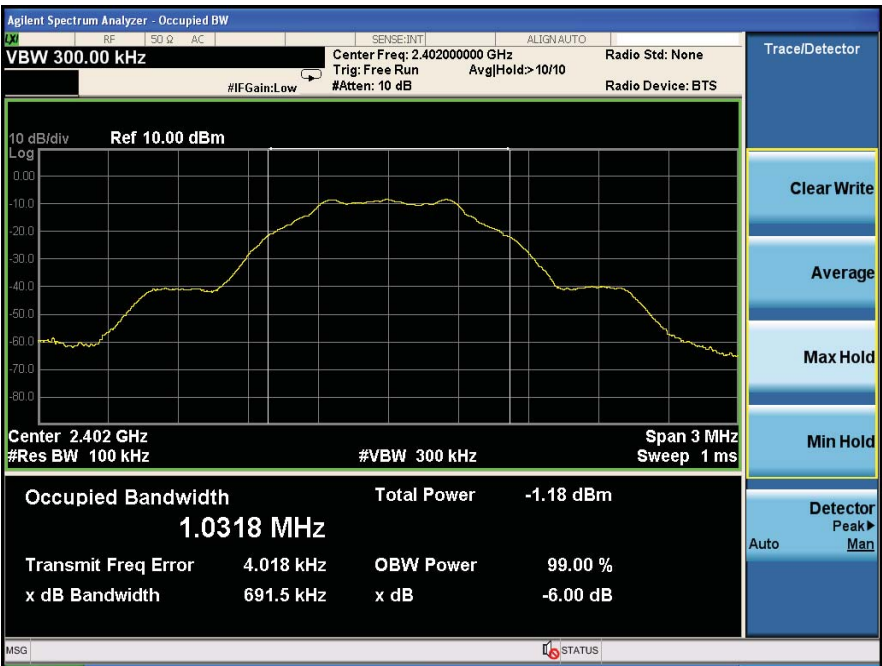 Agilent Spectrum Analyzer - Occupied BW
LXI RF 50 Ω AC SENSE:INT ALIGN AUTO
VBW 300.00 kHz
Center Freq: 2.402000000 GHz
Radio Std: None
Trig: Free Run Avg|Hold:>10/10
#IFGain:Low #Atten: 10 dB
Radio Device: BTS
10 dB/div Ref 10.00 dBm
Log
0.00
-10.0
-20.0
-30.0
-40.0
-50.0
-60.0
-70.0
-80.0
Center 2.402 GHz Span 3 MHz
#Res BW 100 kHz #VBW 300 kHz Sweep 1 ms
Occupied Bandwidth Total Power -1.18 dBm
1.0318 MHz
Transmit Freq Error 4.018 kHz OBW Power 99.00 %
x dB Bandwidth 691.5 kHz x dB -6.00 dB
MSG STATUS
Trace/Detector
Clear Write
Average
Max Hold
Min Hold
Detector
Peak▶
Auto Man